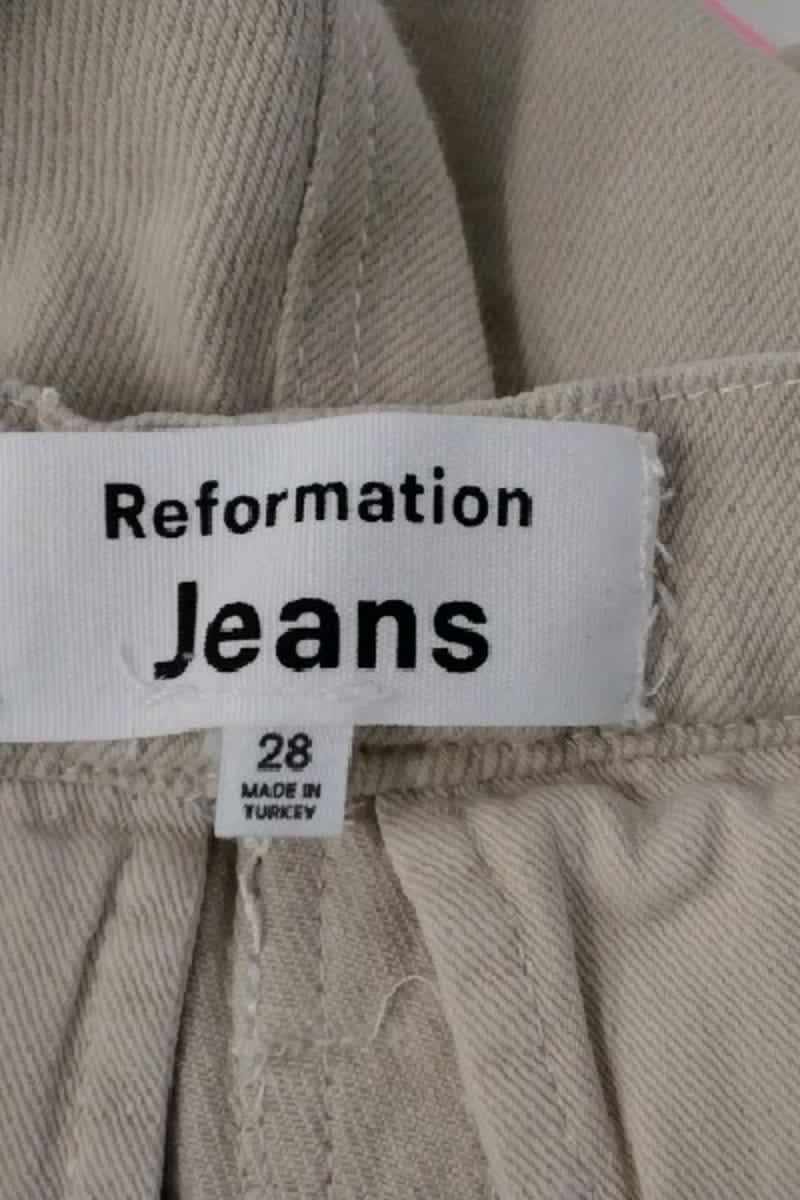 Reformation
Jeans
28
MADE IN
TURKEY